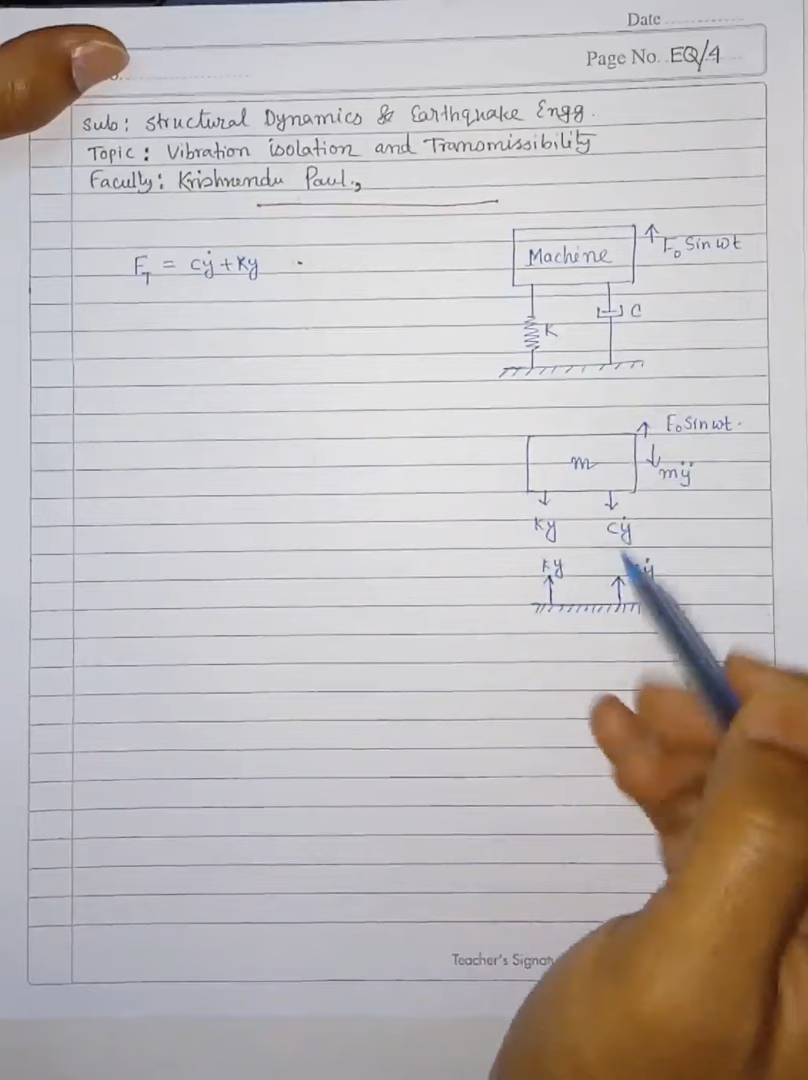 Date
Page No. EQ/4
Sub: Structural Dynamics & Earthquake Engg.
Topic: Vibration isolation and Transmissibility
Faculty: Krishnendu Paul.,
F_T = cẏ + Ky
Machine
F₀ Sin ωt
K
C
F₀ Sin ωt.
m
mÿ
Ky cẏ
Ky
Teacher's